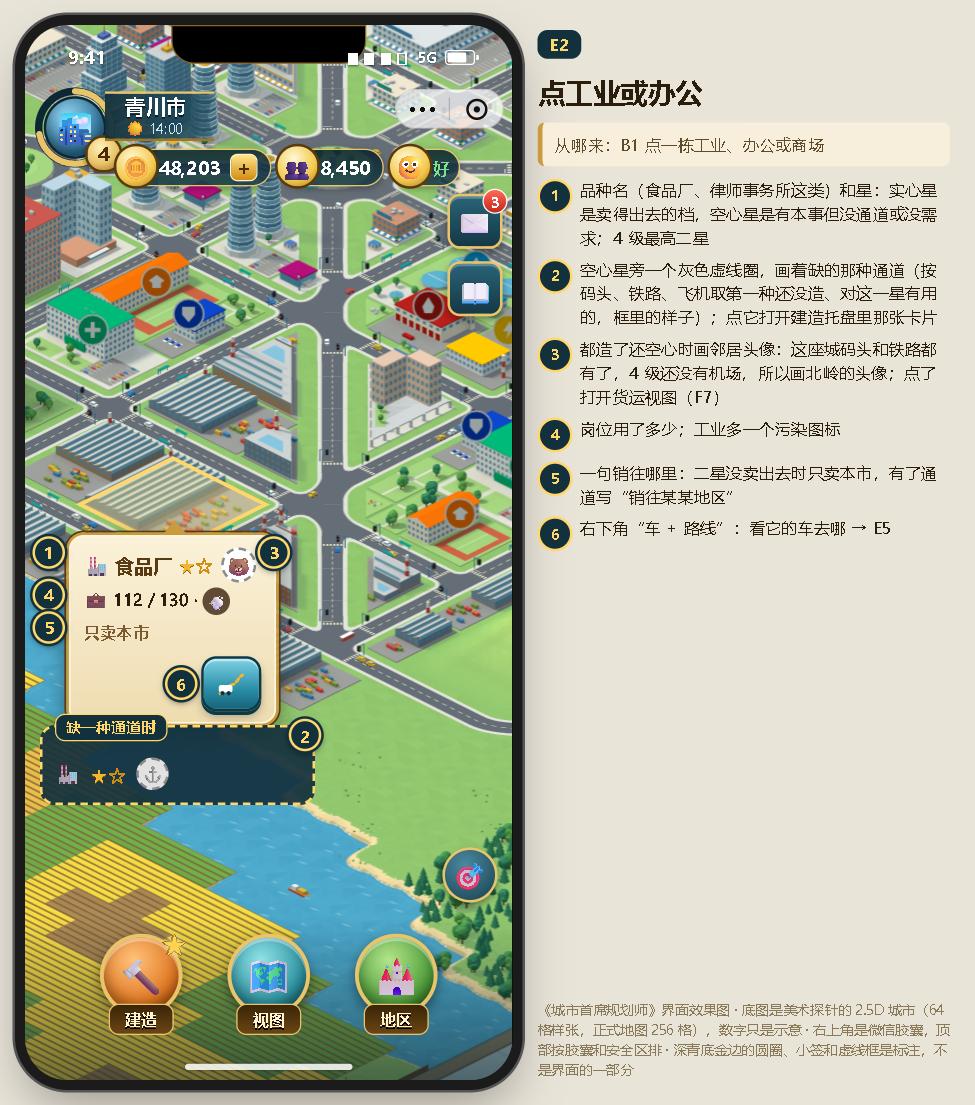 9:41
5G
青川市
14:00
4
48,203
+
8,450
好
3
1
食品厂
3
4
112 / 130 ·
5
只卖本市
6
缺一种通道时
2
建造
视图
地区
E2
点工业或办公
从哪来：B1 点一栋工业、办公或商场
1
品种名（食品厂、律师事务所这类）和星：实心星
是卖得出去的档，空心星是有本事但没通道或没需
求；4 级最高二星
2
空心星旁一个灰色虚线圈，画着缺的那种通道（按
码头、铁路、飞机取第一种还没造、对这一星有用
的，框里的样子）；点它打开建造托盘里那张卡片
3
都造了还空心时画邻居头像：这座城码头和铁路都
有了，4 级还没有机场，所以画北岭的头像；点了
打开货运视图（F7）
4
岗位用了多少；工业多一个污染图标
5
一句销往哪里：二星没卖出去时只卖本市，有了通
道写“销往某某地区”
6
右下角“车 + 路线”：看它的车去哪 → E5
《城市首席规划师》界面效果图 · 底图是美术探针的 2.5D 城市（64
格样张，正式地图 256 格），数字只是示意 · 右上角是微信胶囊，顶
部按胶囊和安全区排 · 深青底金边的圆圈、小签和虚线框是标注，不
是界面的一部分